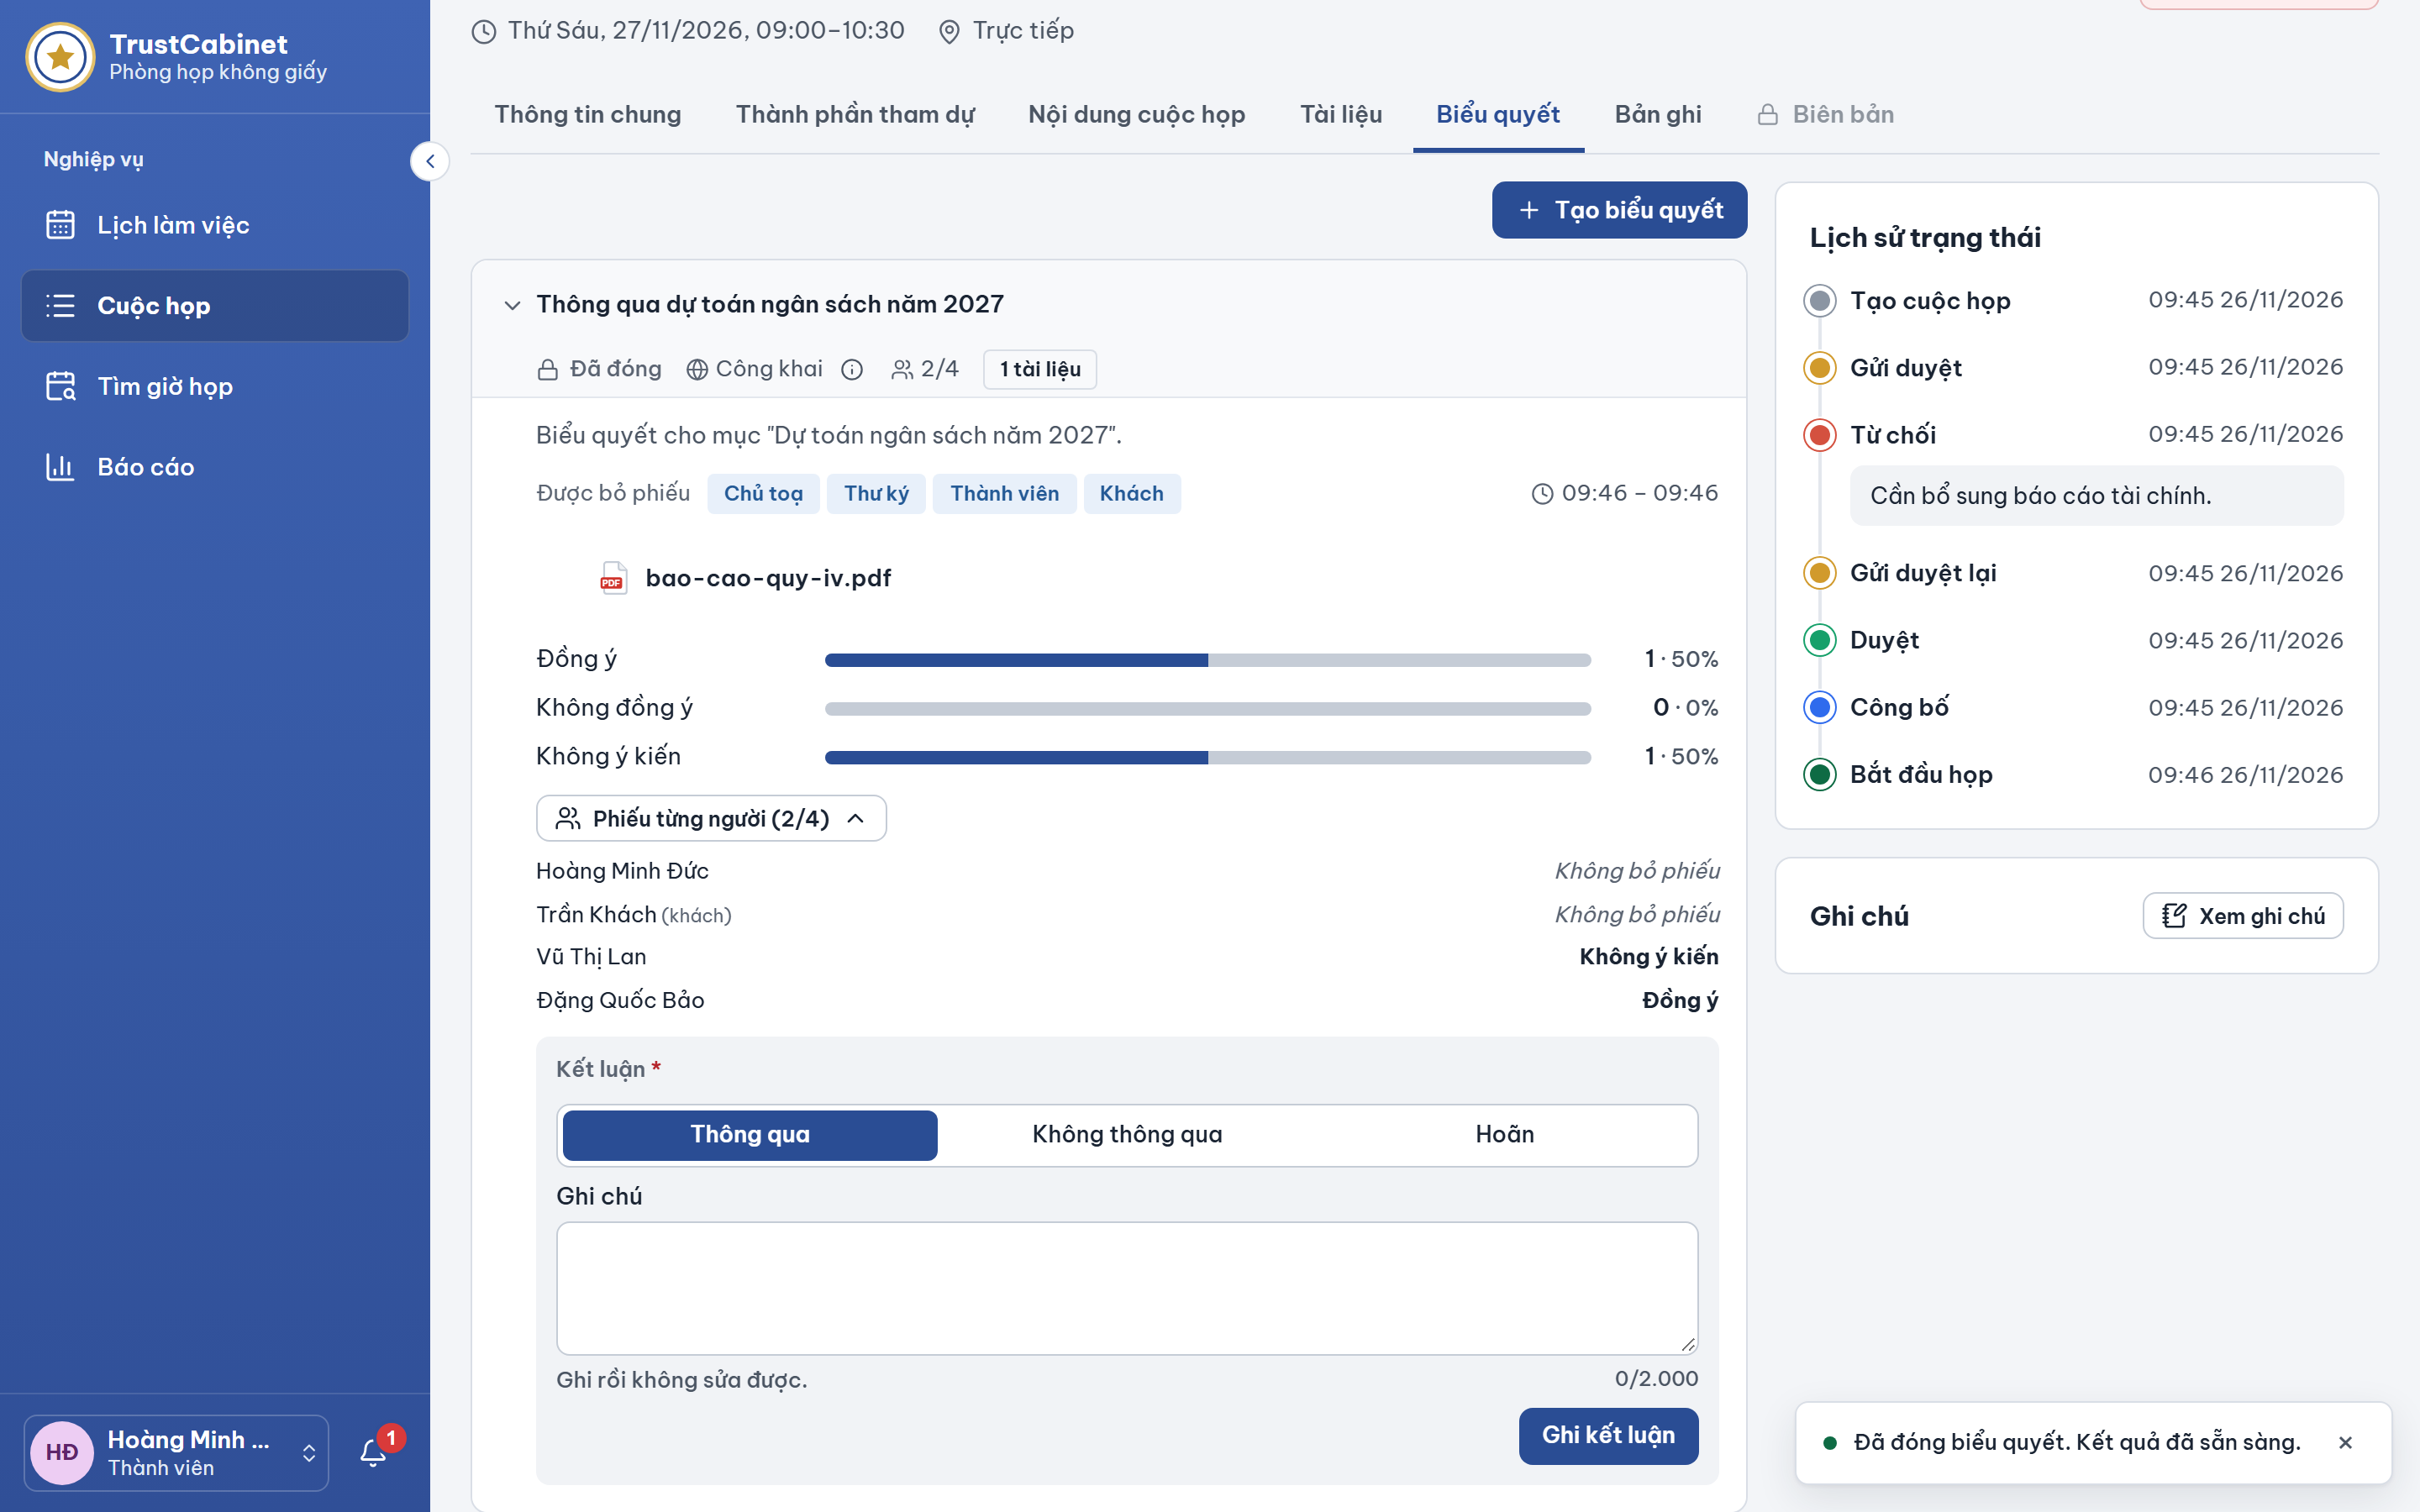 TrustCabinet
Phòng họp không giấy
Nghiệp vụ
Lịch làm việc
Cuộc họp
Tìm giờ họp
Báo cáo
HĐ
Hoàng Minh ...
Thành viên
1
Thứ Sáu, 27/11/2026, 09:00–10:30
Trực tiếp
Thông tin chung
Thành phần tham dự
Nội dung cuộc họp
Tài liệu
Biểu quyết
Bản ghi
Biên bản
Tạo biểu quyết
Thông qua dự toán ngân sách năm 2027
Đã đóng
Công khai
2/4
1 tài liệu
Biểu quyết cho mục "Dự toán ngân sách năm 2027".
Được bỏ phiếu
Chủ toạ
Thư ký
Thành viên
Khách
09:46 – 09:46
PDF
bao-cao-quy-iv.pdf
Đồng ý
1 · 50%
Không đồng ý
0 · 0%
Không ý kiến
1 · 50%
Phiếu từng người (2/4)
Hoàng Minh Đức
Không bỏ phiếu
Trần Khách (khách)
Không bỏ phiếu
Vũ Thị Lan
Không ý kiến
Đặng Quốc Bảo
Đồng ý
Kết luận *
Thông qua
Không thông qua
Hoãn
Ghi chú
Ghi rồi không sửa được.
0/2.000
Ghi kết luận
Lịch sử trạng thái
Tạo cuộc họp
09:45 26/11/2026
Gửi duyệt
09:45 26/11/2026
Từ chối
09:45 26/11/2026
Cần bổ sung báo cáo tài chính.
Gửi duyệt lại
09:45 26/11/2026
Duyệt
09:45 26/11/2026
Công bố
09:45 26/11/2026
Bắt đầu họp
09:46 26/11/2026
Ghi chú
Xem ghi chú
Đã đóng biểu quyết. Kết quả đã sẵn sàng.